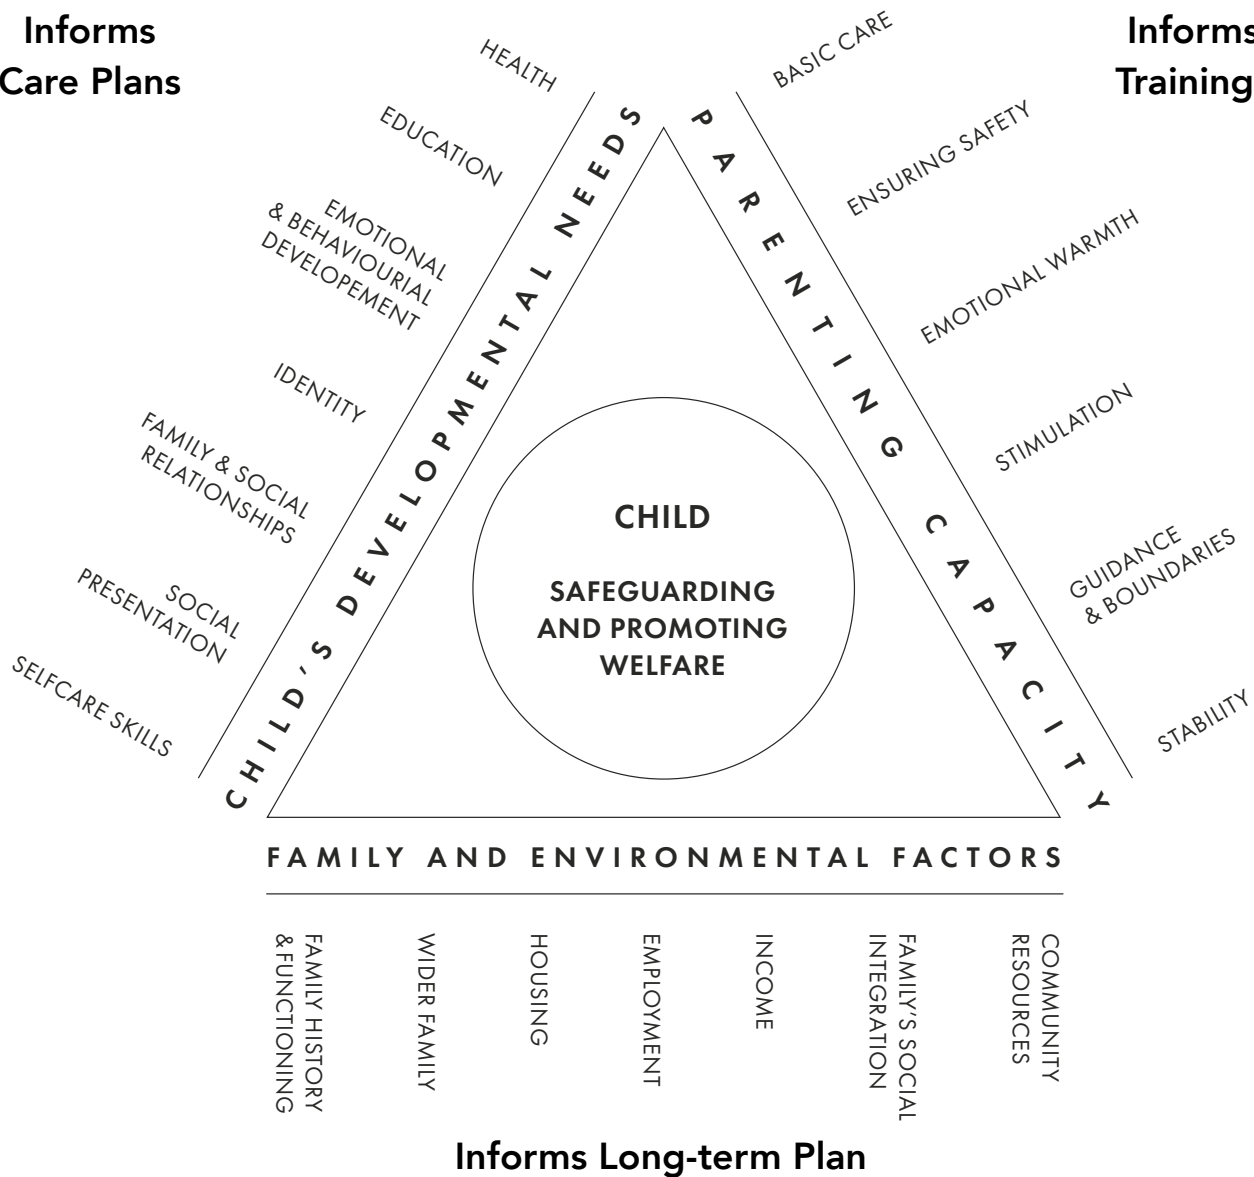 Informs
Care Plans
Informs
Training
HEALTH
EDUCATION
EMOTIONAL
& BEHAVIOURIAL
DEVELOPEMENT
IDENTITY
FAMILY & SOCIAL
RELATIONSHIPS
SOCIAL
PRESENTATION
SELFCARE SKILLS
CHILD'S DEVELOPMENTAL NEEDS
PARENTING CAPACITY
BASIC CARE
ENSURING SAFETY
EMOTIONAL WARMTH
STIMULATION
GUIDANCE
& BOUNDARIES
STABILITY
CHILD
SAFEGUARDING
AND PROMOTING
WELFARE
FAMILY AND ENVIRONMENTAL FACTORS
FAMILY HISTORY
& FUNCTIONING
WIDER FAMILY
HOUSING
EMPLOYMENT
INCOME
FAMILY'S SOCIAL
INTEGRATION
COMMUNITY
RESOURCES
Informs Long-term Plan